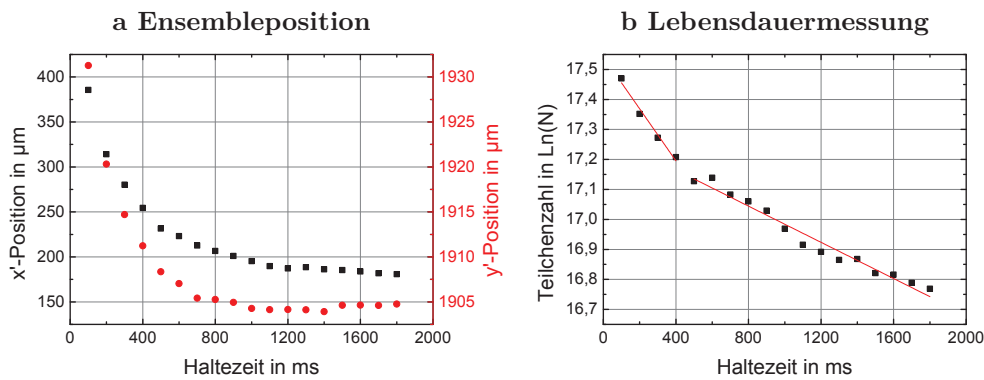 a Ensembleposition
b Lebensdauermessung
x'-Position in µm
400
350
300
250
200
150
0 400 800 1200 1600 2000
Haltezeit in ms
1930
1925
1920
1915
1910
1905
y'-Position in µm
Teilchenzahl in Ln(N)
17,5
17,4
17,3
17,2
17,1
17,0
16,9
16,8
16,7
0 400 800 1200 1600 2000
Haltezeit in ms